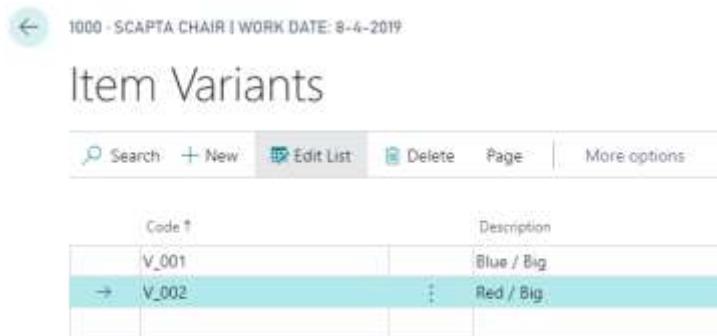 1000 - SCAPTA CHAIR | WORK DATE: 8-4-2019
Item Variants
Search + New Edit List Delete Page More options
Code ↑ Description
V_001 Blue / Big
→ V_002 Red / Big